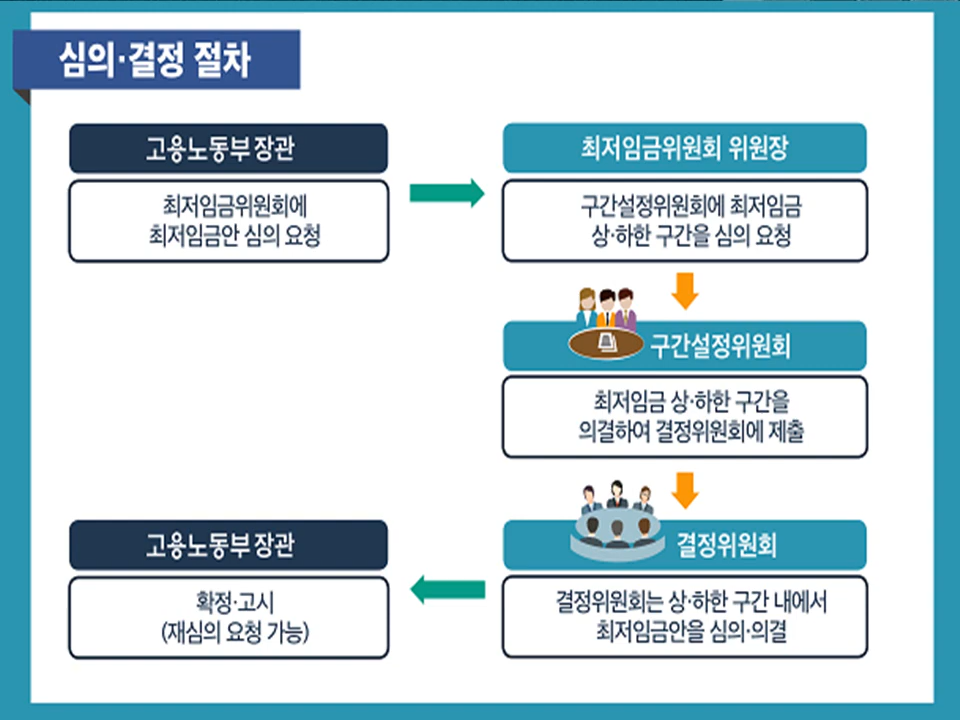 심의·결정 절차
고용노동부 장관
최저임금위원회에
최저임금안 심의 요청
최저임금위원회 위원장
구간설정위원회에 최저임금
상·하한 구간을 심의 요청
구간설정위원회
최저임금 상·하한 구간을
의결하여 결정위원회에 제출
결정위원회
결정위원회는 상·하한 구간 내에서
최저임금안을 심의·의결
고용노동부 장관
확정·고시
(재심의 요청 가능)